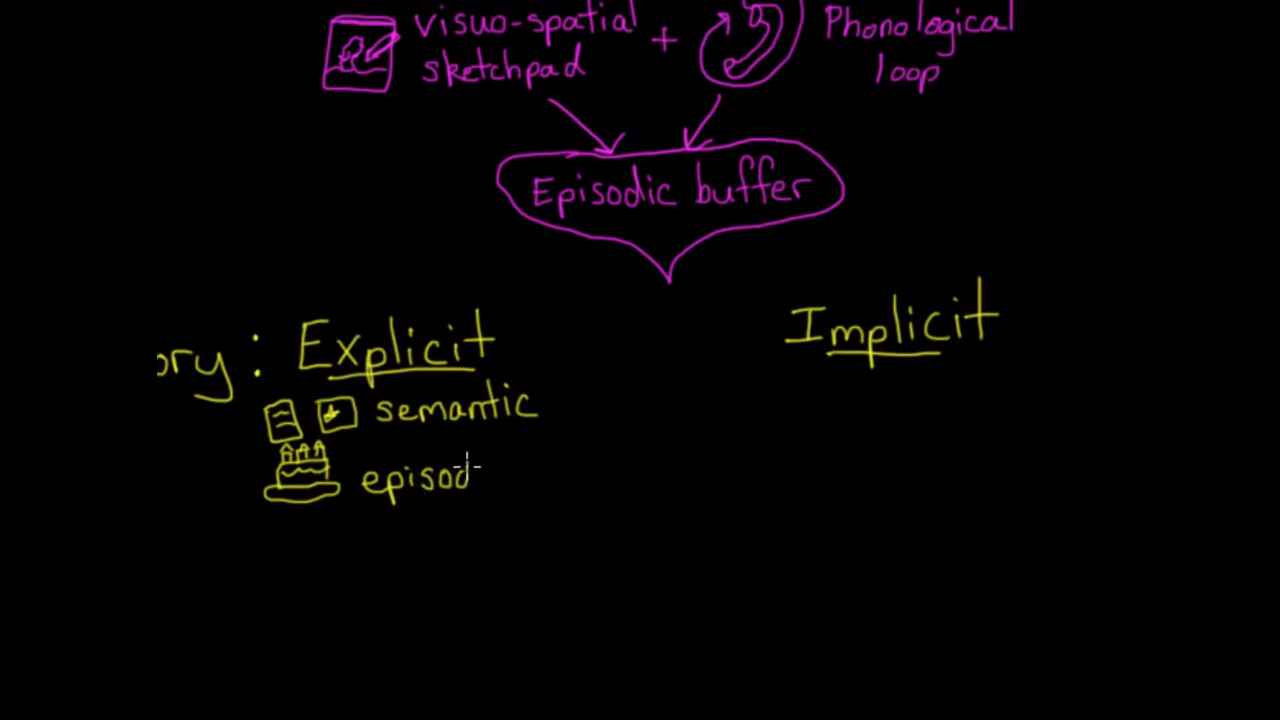 visuo-spatial + Phonological
sketchpad loop
Episodic buffer
ory: Explicit Implicit
semantic
episod